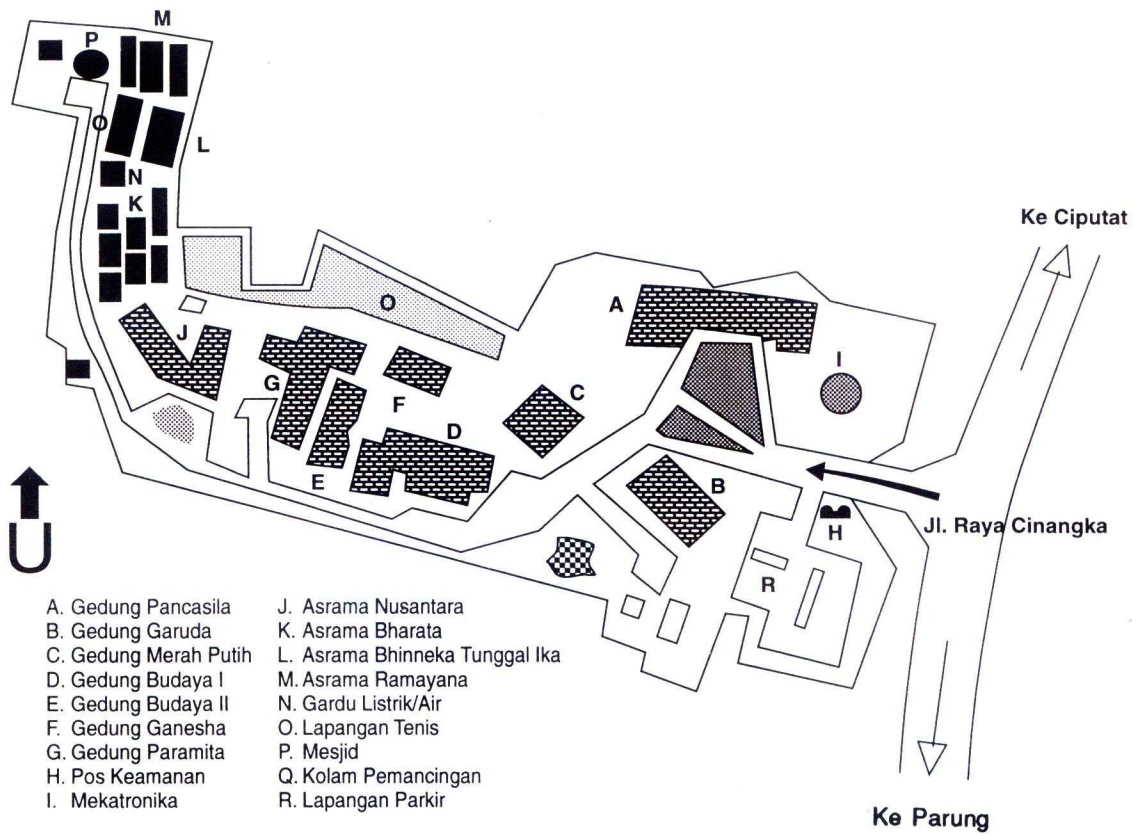 M
P
O
L
N
K
Ke Ciputat
A
O
J
I
G
C
F
D
E
B
H
Jl. Raya Cinangka
R
U
A. Gedung Pancasila
B. Gedung Garuda
C. Gedung Merah Putih
D. Gedung Budaya I
E. Gedung Budaya II
F. Gedung Ganesha
G. Gedung Paramita
H. Pos Keamanan
I. Mekatronika
J. Asrama Nusantara
K. Asrama Bharata
L. Asrama Bhinneka Tunggal Ika
M. Asrama Ramayana
N. Gardu Listrik/Air
O. Lapangan Tenis
P. Mesjid
Q. Kolam Pemancingan
R. Lapangan Parkir
Ke Parung